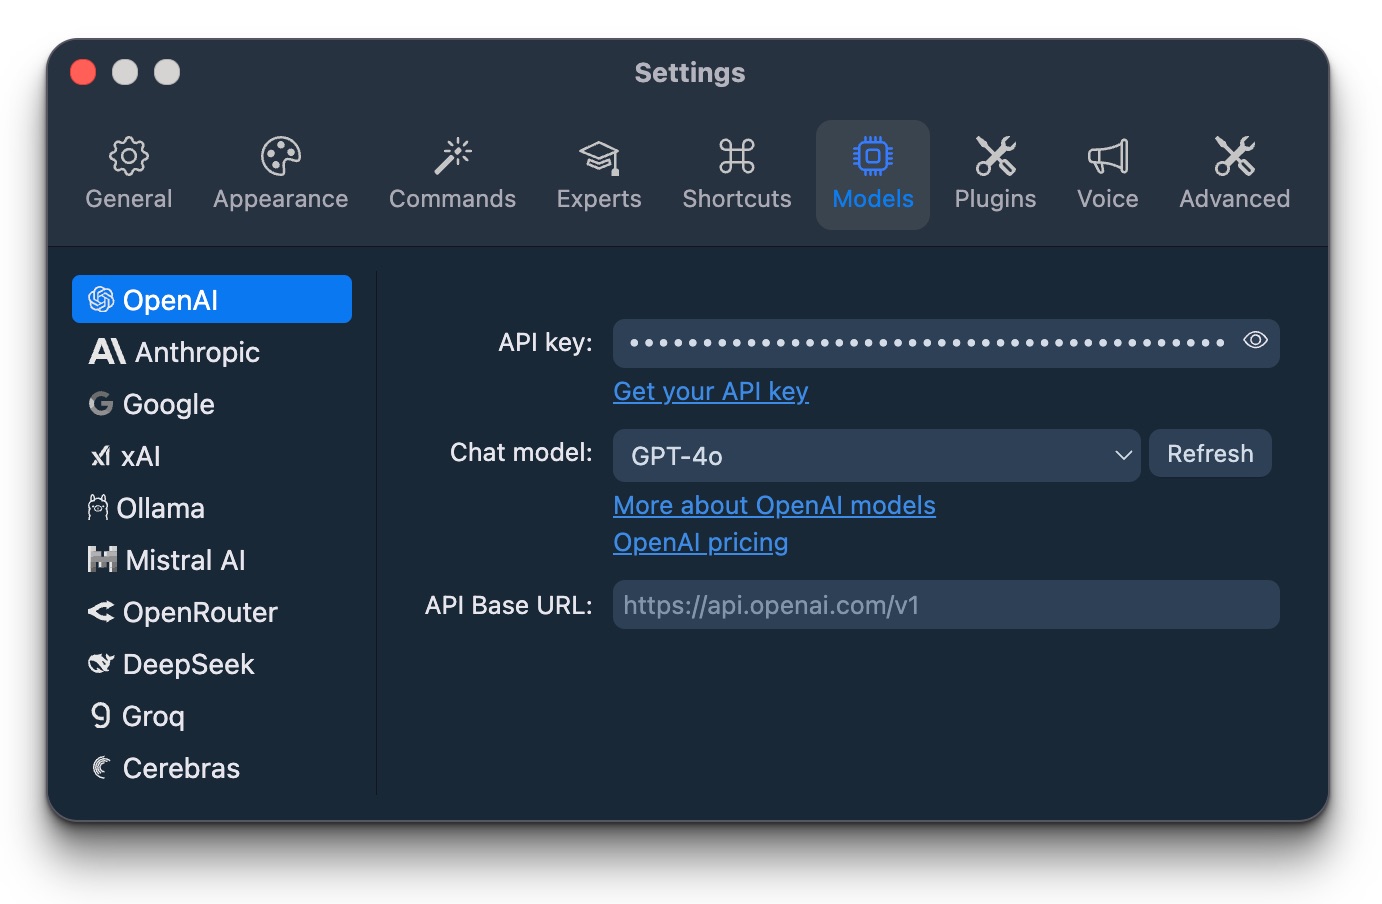 Settings
General Appearance Commands Experts Shortcuts Models Plugins Voice Advanced
OpenAI
Anthropic
Google
xAI
Ollama
Mistral AI
OpenRouter
DeepSeek
Groq
Cerebras
API key: •••••••••••••••••••••••••••••••••••••••••
Get your API key
Chat model: GPT-4o Refresh
More about OpenAI models
OpenAI pricing
API Base URL: https://api.openai.com/v1